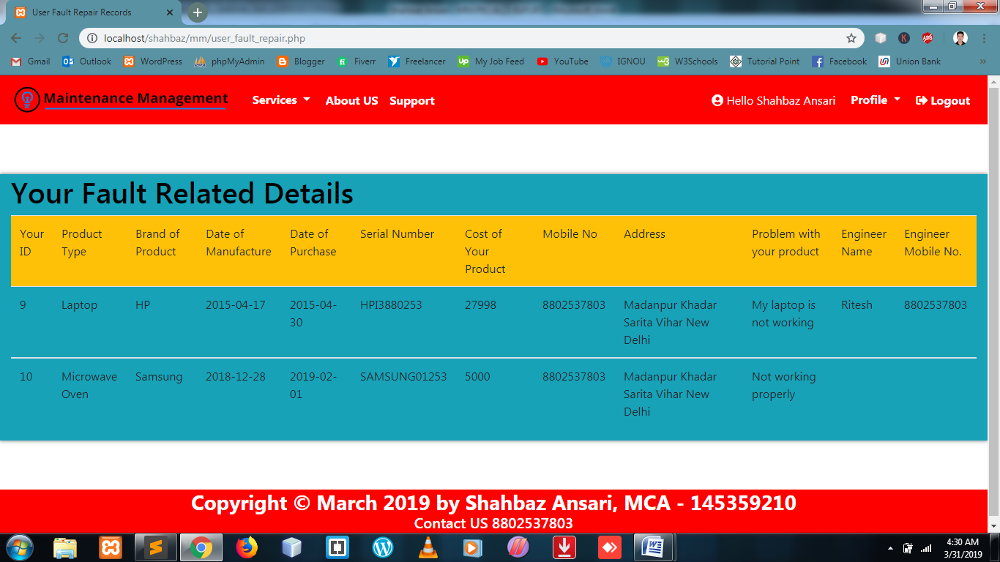 User Fault Repair Records
localhost/shahbaz/mm/user_fault_repair.php
K
ABP
Gmail Outlook WordPress phpMyAdmin Blogger Fiverr Freelancer My Job Feed YouTube IGNOU W3Schools Tutorial Point Facebook Union Bank »
Maintenance Management Services About US Support Hello Shahbaz Ansari Profile Logout
Your Fault Related Details
Your ID
Product Type
Brand of Product
Date of Manufacture
Date of Purchase
Serial Number
Cost of Your Product
Mobile No
Address
Problem with your product
Engineer Name
Engineer Mobile No.
9
Laptop
HP
2015-04-17
2015-04-30
HPI3880253
27998
8802537803
Madanpur Khadar
Sarita Vihar New
Delhi
My laptop is
not working
Ritesh
8802537803
10
Microwave
Oven
Samsung
2018-12-28
2019-02-01
SAMSUNG01253
5000
8802537803
Madanpur Khadar
Sarita Vihar New
Delhi
Not working
properly
Copyright © March 2019 by Shahbaz Ansari, MCA - 145359210
Contact US 8802537803
4:30 AM
3/31/2019